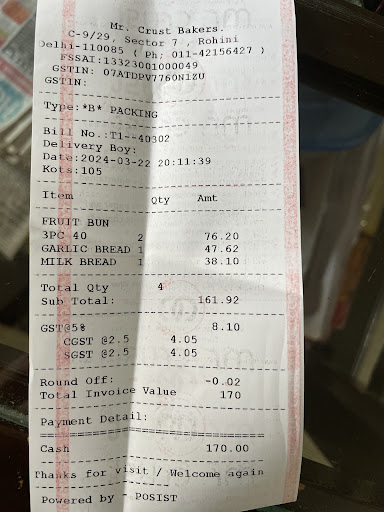 Mr. Crust Bakers.
C-9/29, Sector 7 , Rohini
Delhi-110085 ( Ph; 011-42156427 )
FSSAI:13323001000049
GSTIN: 07AIDPV7760N1ZU
GSTIN:
Type:*B* PACKING
Bill No.:T1--40302
Delivery Boy:
Date:2024-03-22 20:11:39
Kots:105
Item Qty Amt
FRUIT BUN
3PC 40 2 76.20
GARLIC BREAD 1 47.62
MILK BREAD 1 38.10
Total Qty 4
Sub Total: 161.92
GST@5% 8.10
CGST @2.5 4.05
SGST @2.5 4.05
Round Off: -0.02
Total Invoice Value 170
Payment Detail:
Cash 170.00
Thanks for visit / Welcome again
Powered by - POSIST